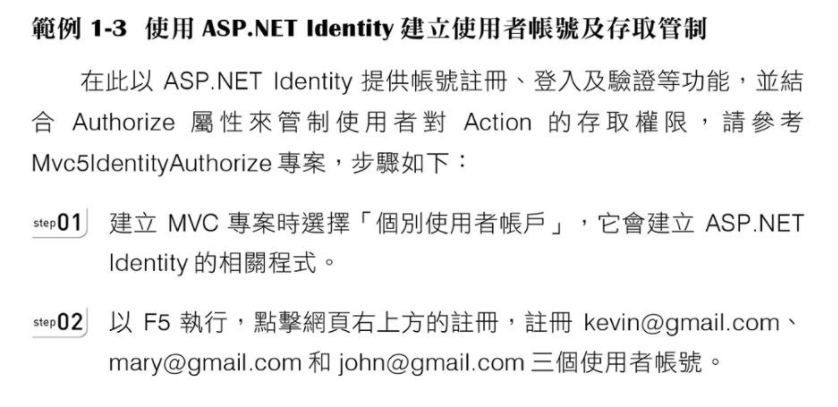 範例 1-3 使用 ASP.NET Identity 建立使用者帳號及存取管制
在此以 ASP.NET Identity 提供帳號註冊、登入及驗證等功能,並結
合 Authorize 屬性來管制使用者對 Action 的存取權限,請參考
Mvc5IdentityAuthorize 專案,步驟如下:
step01 建立 MVC 專案時選擇「個別使用者帳戶」,它會建立 ASP.NET
Identity 的相關程式。
step02 以 F5 執行,點擊網頁右上方的註冊,註冊 kevin@gmail.com、
mary@gmail.com 和 john@gmail.com 三個使用者帳號。